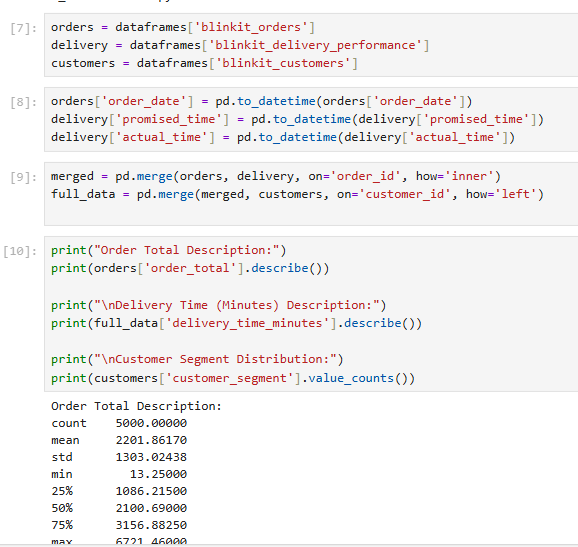 [7]: orders = dataframes['blinkit_orders']
delivery = dataframes['blinkit_delivery_performance']
customers = dataframes['blinkit_customers']
[8]: orders['order_date'] = pd.to_datetime(orders['order_date'])
delivery['promised_time'] = pd.to_datetime(delivery['promised_time'])
delivery['actual_time'] = pd.to_datetime(delivery['actual_time'])
[9]: merged = pd.merge(orders, delivery, on='order_id', how='inner')
full_data = pd.merge(merged, customers, on='customer_id', how='left')
[10]: print("Order Total Description:")
print(orders['order_total'].describe())
print("\nDelivery Time (Minutes) Description:")
print(full_data['delivery_time_minutes'].describe())
print("\nCustomer Segment Distribution:")
print(customers['customer_segment'].value_counts())
Order Total Description:
count 5000.00000
mean 2201.86170
std 1303.02438
min 13.25000
25% 1086.21500
50% 2100.69000
75% 3156.88250
max 6721.46000